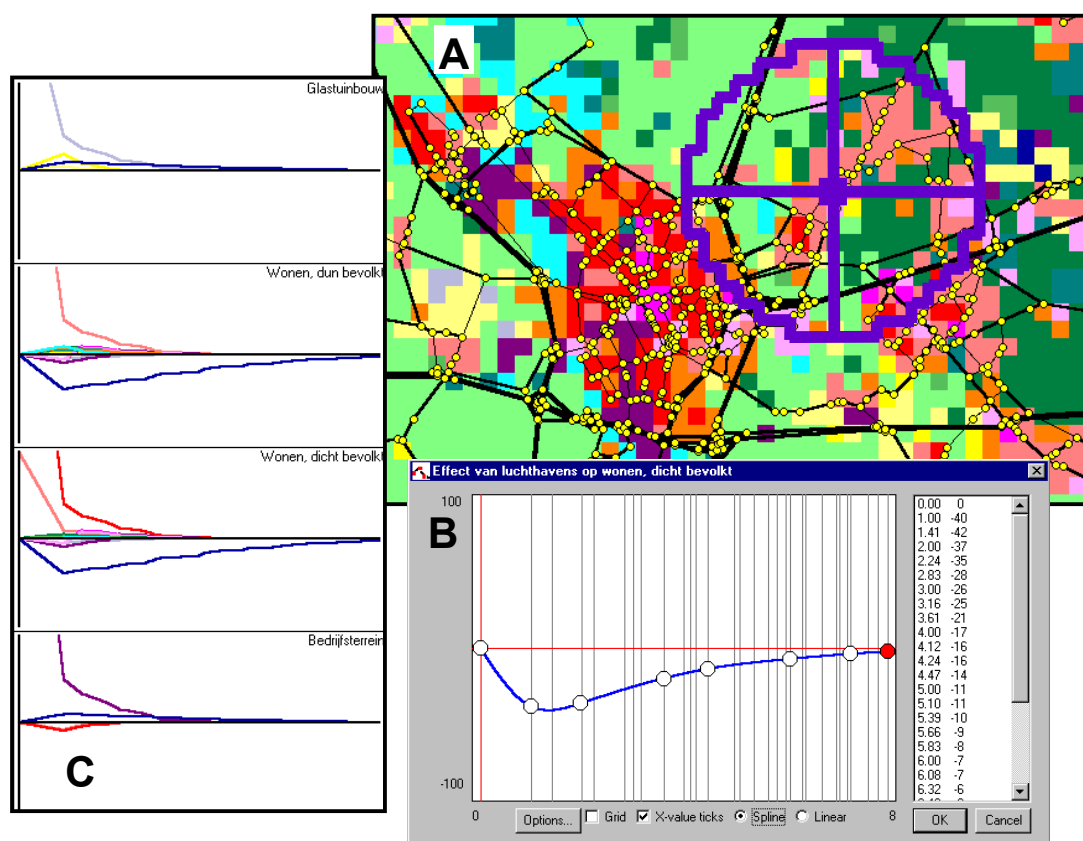 A
Glastuinbouw
Wonen, dun bevolkt
Wonen, dicht bevolkt
Bedrijfsterrein
C
Effect van luchthavens op wonen, dicht bevolkt
B
100
-100
0
8
0.00 0
1.00 -40
1.41 -42
2.00 -37
2.24 -35
2.83 -28
3.00 -26
3.16 -25
3.61 -21
4.00 -17
4.12 -16
4.24 -16
4.47 -14
5.00 -11
5.10 -11
5.39 -10
5.66 -9
5.83 -8
6.00 -7
6.08 -7
6.32 -6
Options... Grid X-value ticks Spline Linear OK Cancel